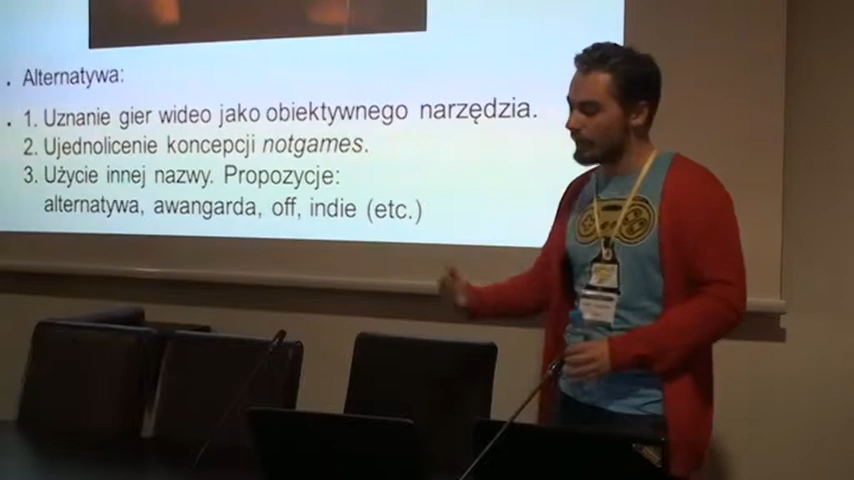 • Alternatywa:
• 1. Uznanie gier wideo jako obiektywnego narzędzia.
2. Ujednolicenie koncepcji notgames.
3. Użycie innej nazwy. Propozycje:
alternatywa, awangarda, off, indie (etc.)